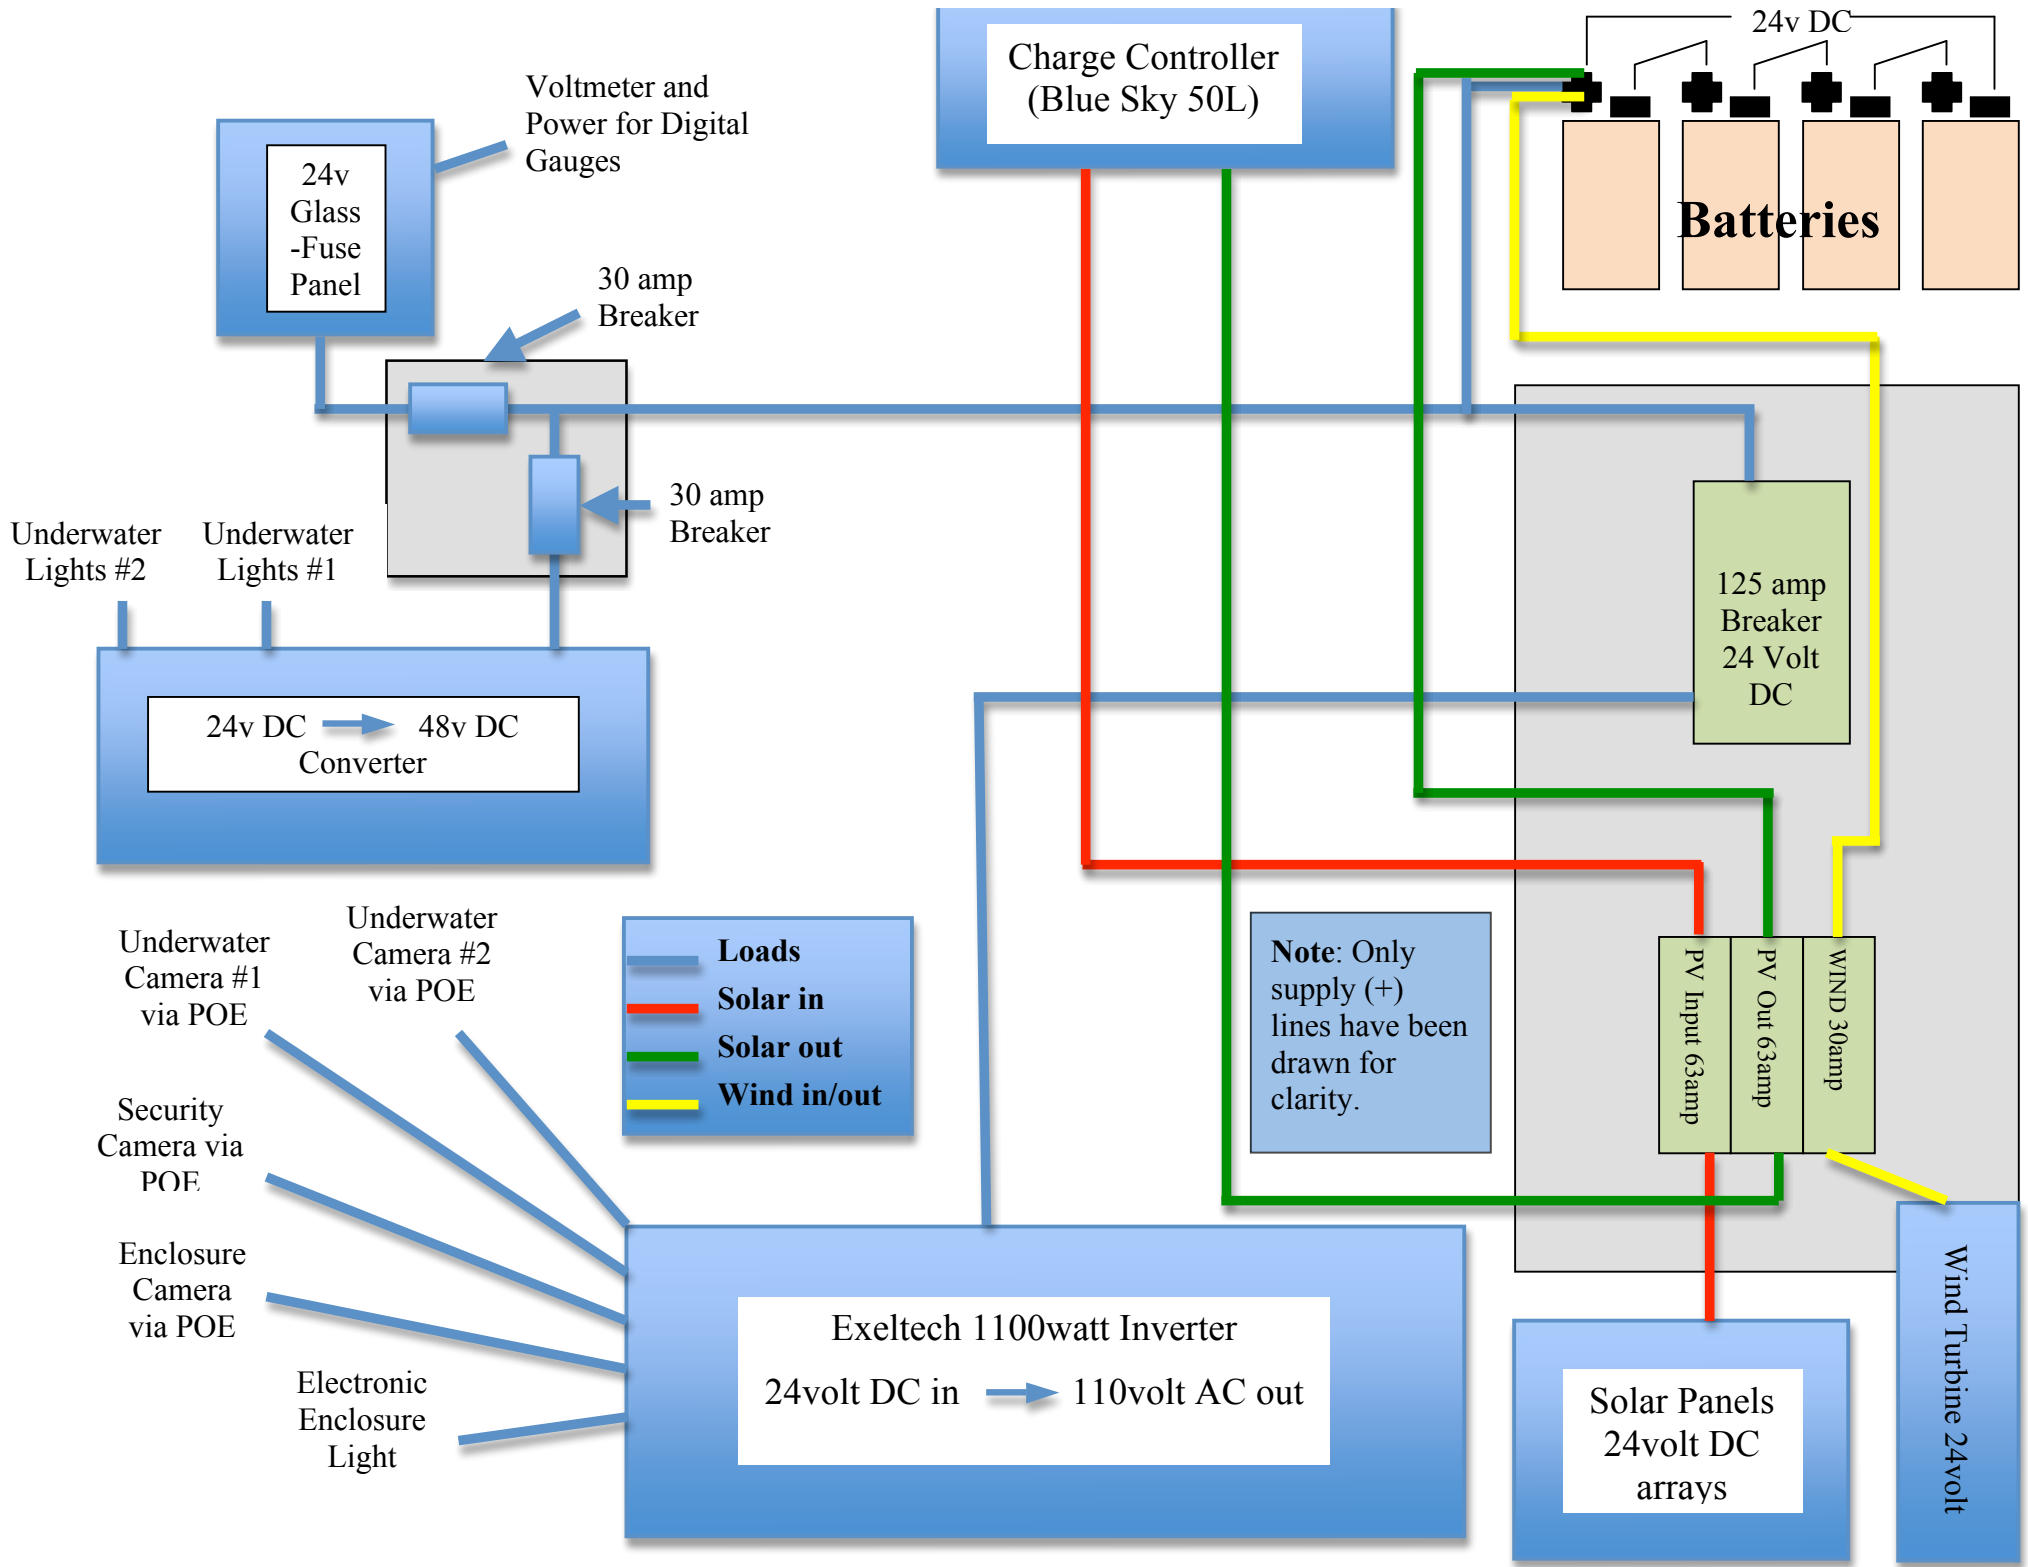 24v DC
Charge Controller
(Blue Sky 50L)
Voltmeter and
Power for Digital
Gauges
24v
Glass
-Fuse
Panel
Batteries
30 amp
Breaker
30 amp
Breaker
Underwater
Lights #2
Underwater
Lights #1
125 amp
Breaker
24 Volt
DC
24v DC 48v DC
Converter
Underwater
Camera #1
via POE
Underwater
Camera #2
via POE
Loads
Solar in
Solar out
Wind in/out
Note: Only
supply (+)
lines have been
drawn for
clarity.
PV Input 63amp
PV Out 63amp
WIND 30amp
Security
Camera via
POE
Enclosure
Camera
via POE
Electronic
Enclosure
Light
Exeltech 1100watt Inverter
24volt DC in 110volt AC out
Solar Panels
24volt DC
arrays
Wind Turbine 24volt